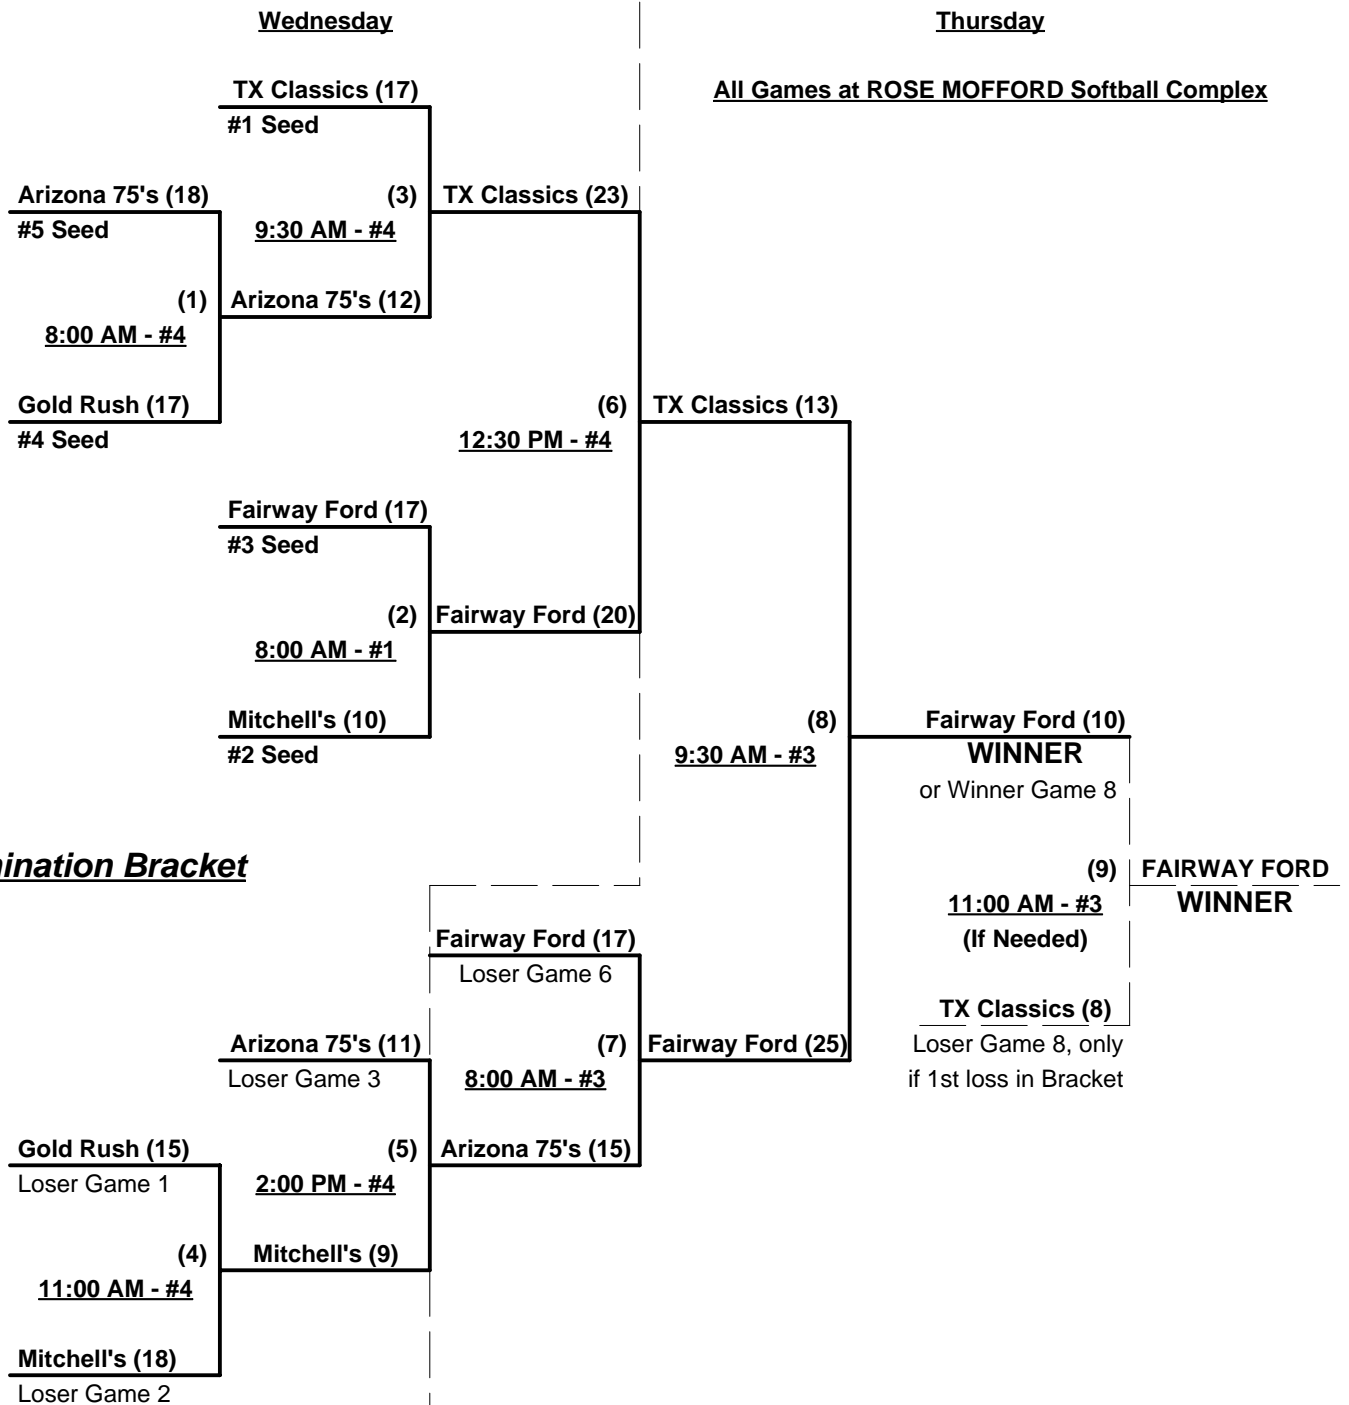 Wednesday
Thursday
TX Classics (17)
All Games at ROSE MOFFORD Softball Complex
#1 Seed
Arizona 75's (18)
(3)
TX Classics (23)
#5 Seed
9:30 AM - #4
(1)
Arizona 75's (12)
8:00 AM - #4
Gold Rush (17)
(6)
TX Classics (13)
#4 Seed
12:30 PM - #4
Fairway Ford (17)
#3 Seed
(2)
Fairway Ford (20)
8:00 AM - #1
Mitchell's (10)
(8)
Fairway Ford (10)
#2 Seed
9:30 AM - #3
WINNER
or Winner Game 8
mination Bracket
(9)
FAIRWAY FORD
11:00 AM - #3
WINNER
Fairway Ford (17)
(If Needed)
Loser Game 6
TX Classics (8)
Arizona 75's (11)
(7)
Fairway Ford (25)
Loser Game 8, only
Loser Game 3
8:00 AM - #3
if 1st loss in Bracket
Gold Rush (15)
(5)
Arizona 75's (15)
Loser Game 1
2:00 PM - #4
(4)
Mitchell's (9)
11:00 AM - #4
Mitchell's (18)
Loser Game 2